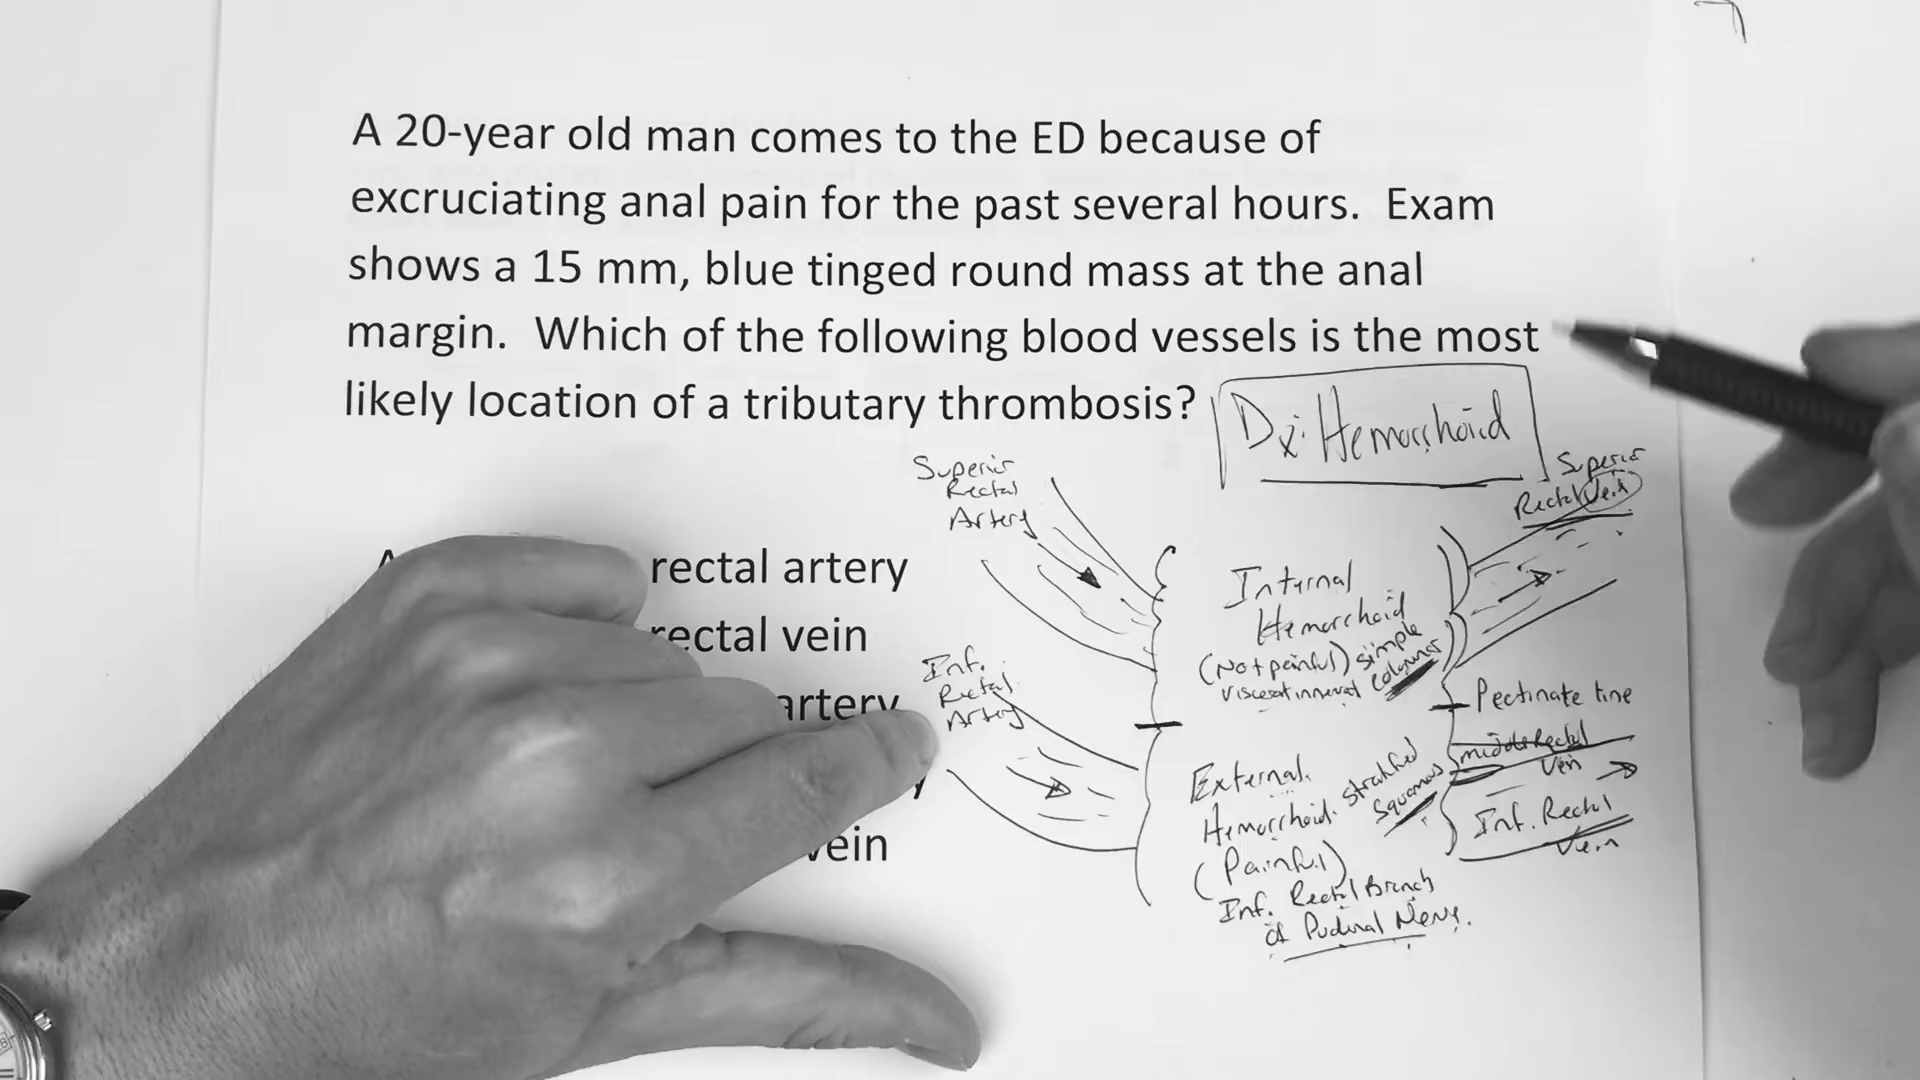 A 20-year old man comes to the ED because of
excruciating anal pain for the past several hours. Exam
shows a 15 mm, blue tinged round mass at the anal
margin. Which of the following blood vessels is the most
likely location of a tributary thrombosis?
Dx: Hemorrhoid
rectal artery
rectal vein
artery
vein
Superior
Rectal
Artery
Inf.
Rectal
Artery
Internal
Hemorrhoid
(Not painful) simple
visceral innervat columnar
External
Hemorrhoid. stratified
squamous
(Painful)
Inf. Rectal Branch
of Pudenal Nerve.
Superior
Rectal Vein
Pectinate line
middle Rectal
Vein
Inf. Rectal
Vein